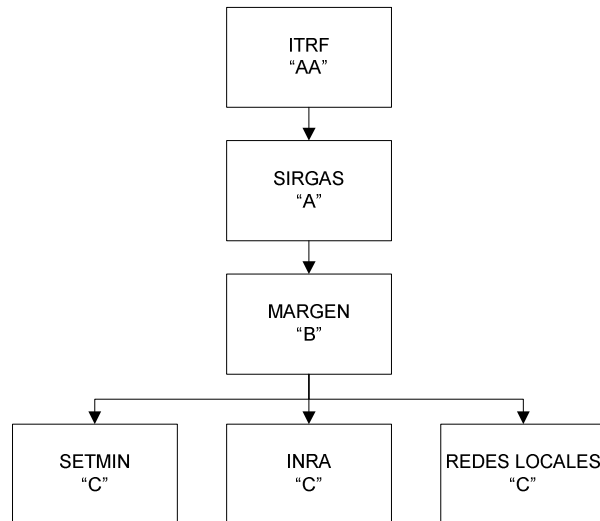 ITRF
“AA”
SIRGAS
“A”
MARGEN
“B”
SETMIN
“C”
INRA
“C”
REDES LOCALES
“C”